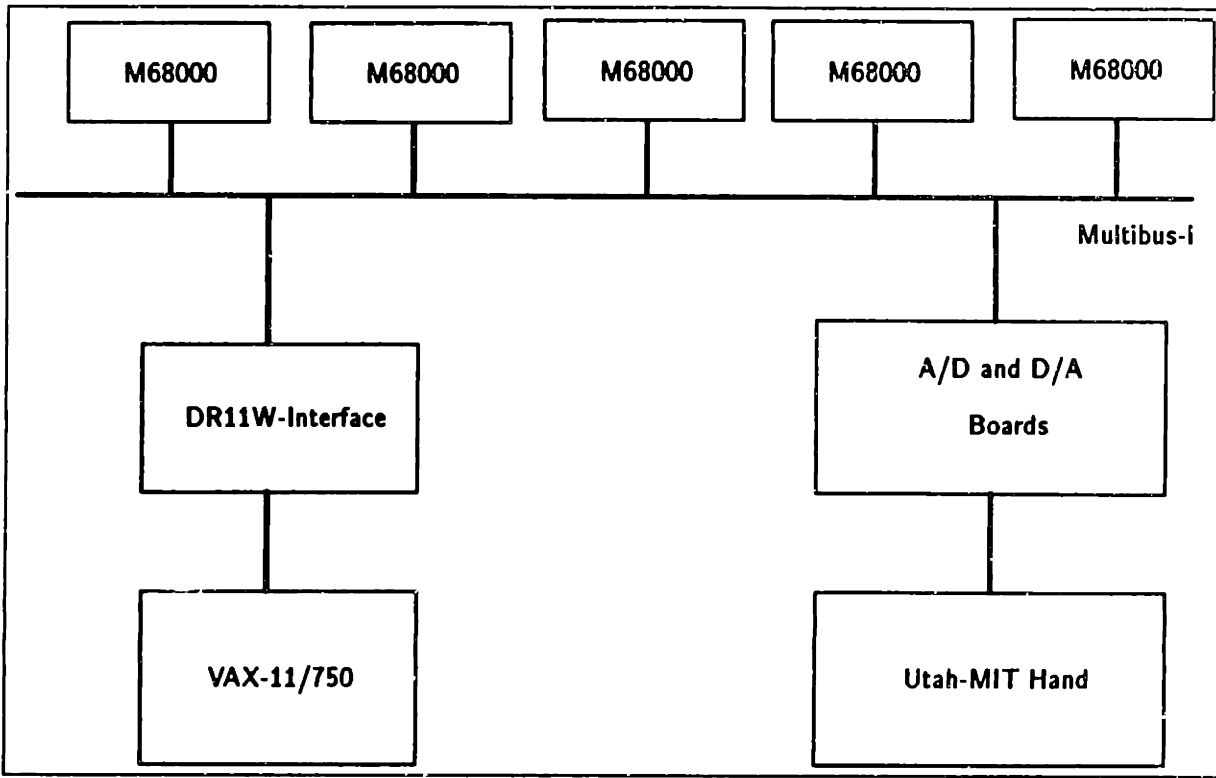 M68000
M68000
M68000
M68000
M68000
Multibus-I
DR11W-Interface
A/D and D/A
Boards
VAX-11/750
Utah-MIT Hand